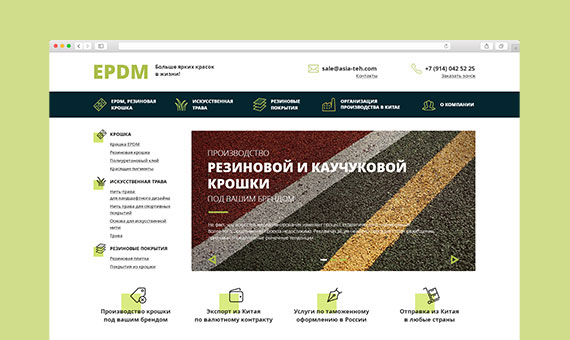 EPDM
Больше ярких красок
в жизни!
sale@asia-teh.com
Контакты
+7 (914) 042 52 25
Заказать звонок
EPDM, РЕЗИНОВАЯ
КРОШКА
ИСКУССТВЕННАЯ
ТРАВА
РЕЗИНОВЫЕ
ПОКРЫТИЯ
ОРГАНИЗАЦИЯ
ПРОИЗВОДСТВА В КИТАЕ
О КОМПАНИИ
КРОШКА
Крошка EPDM
Резиновая крошка
Полиуретановый клей
Красящие пигменты
ИСКУССТВЕННАЯ ТРАВА
Нить трава
для ландшафтного дизайна
Нить трава для спортивных
покрытий
Основа для искусственной
нити
Трава
РЕЗИНОВЫЕ ПОКРЫТИЯ
Резиновая плитка
Покрытия из крошки
ПРОИЗВОДСТВО
РЕЗИНОВОЙ И КАУЧУКОВОЙ
КРОШКИ
ПОД ВАШИМ БРЕНДОМ
Производство крошки
под вашим брендом
Экспорт из Китая
по валютному контракту
Услуги по таможенному
оформлению в России
Отправка из Китая
в любые страны